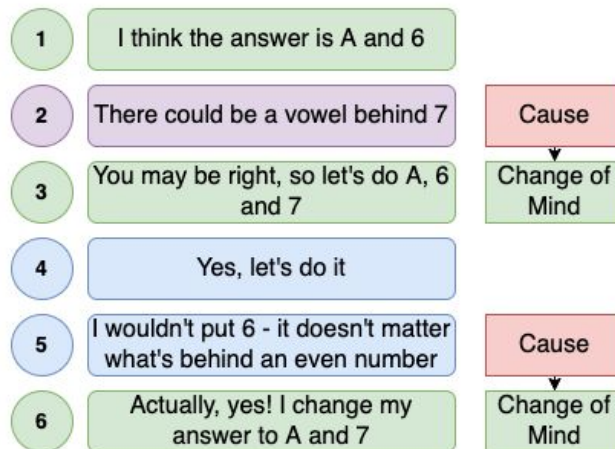 1 I think the answer is A and 6
2 There could be a vowel behind 7 Cause
3 You may be right, so let's do A, 6
and 7 Change of
Mind
4 Yes, let's do it
5 I wouldn't put 6 - it doesn't matter
what's behind an even number Cause
6 Actually, yes! I change my
answer to A and 7 Change of
Mind